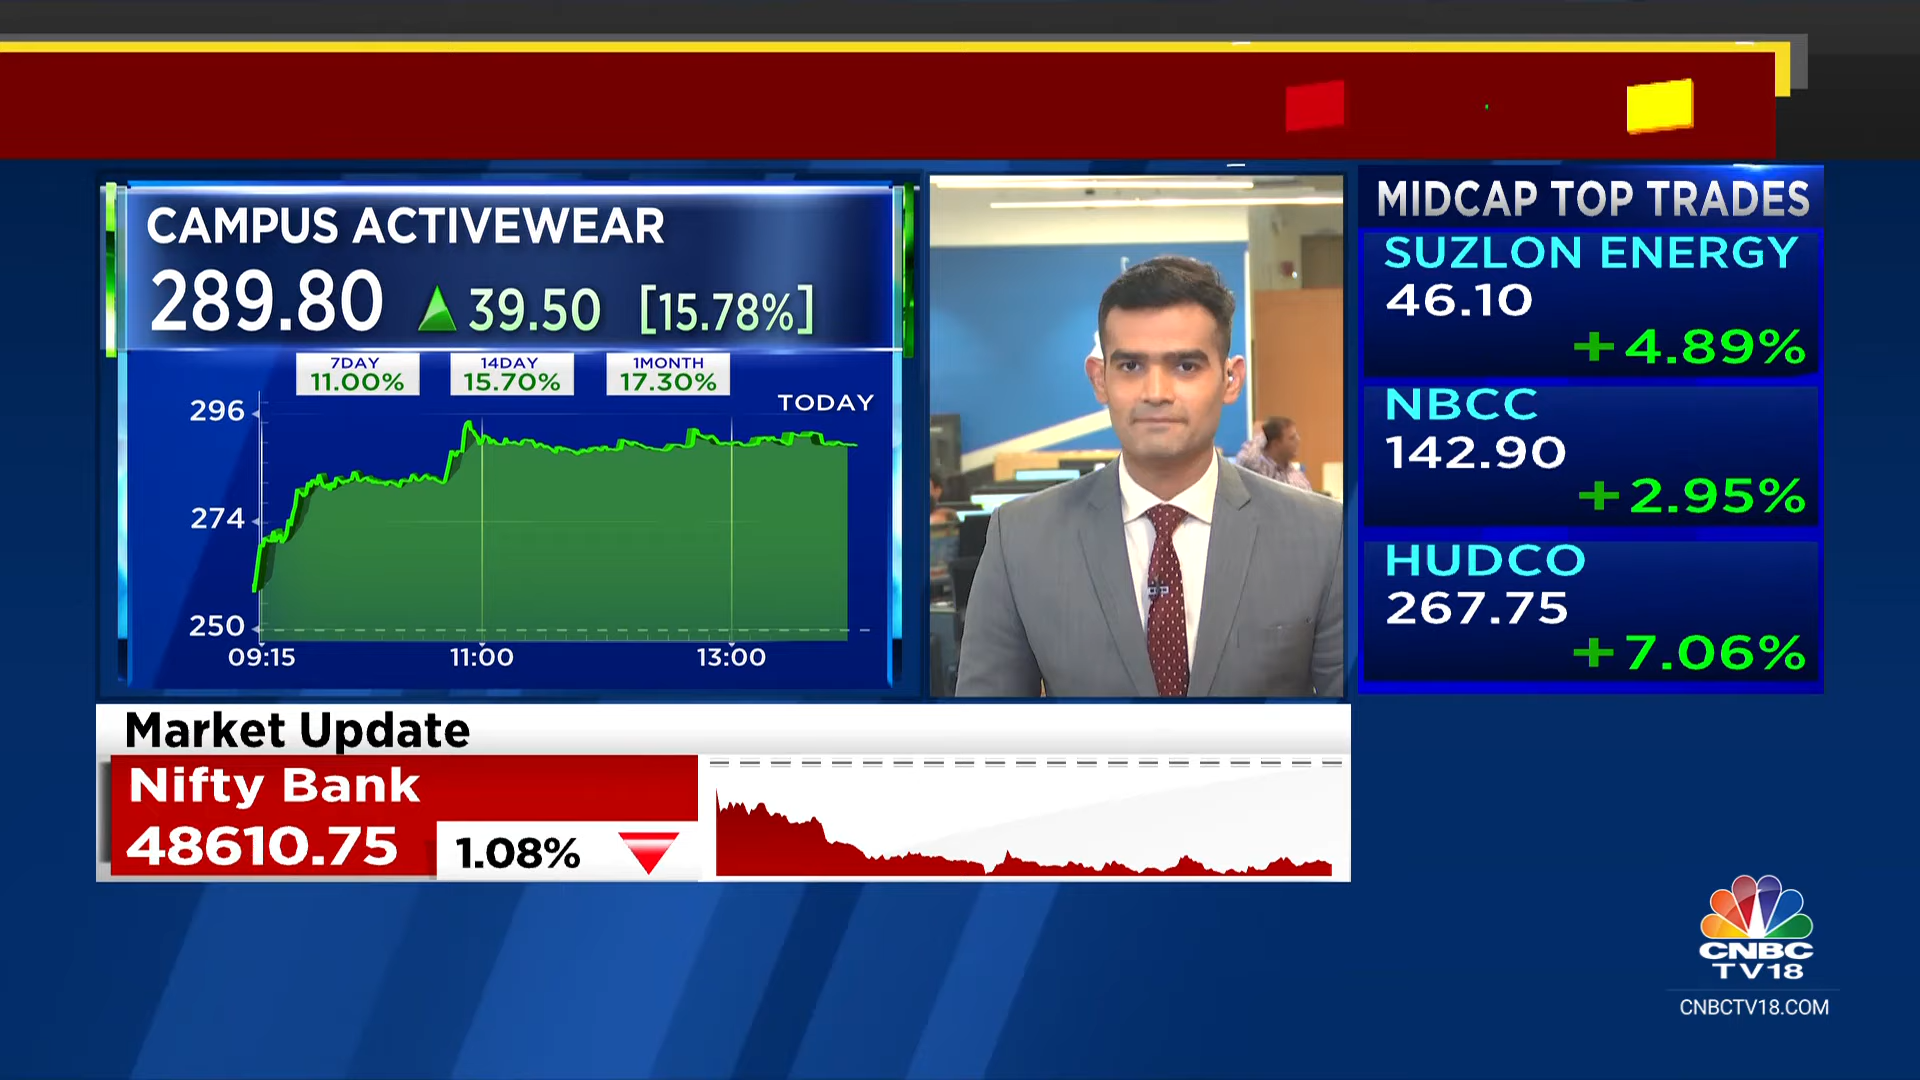 CAMPUS ACTIVEWEAR
289.80 39.50 [15.78%]
7DAY
11.00%
14DAY
15.70%
1MONTH
17.30%
TODAY
296
274
250
09:15 11:00 13:00
MIDCAP TOP TRADES
SUZLON ENERGY
46.10
+4.89%
NBCC
142.90
+2.95%
HUDCO
267.75
+7.06%
Market Update
Nifty Bank
48610.75
1.08%
CNBC
TV18
CNBCTV18.COM